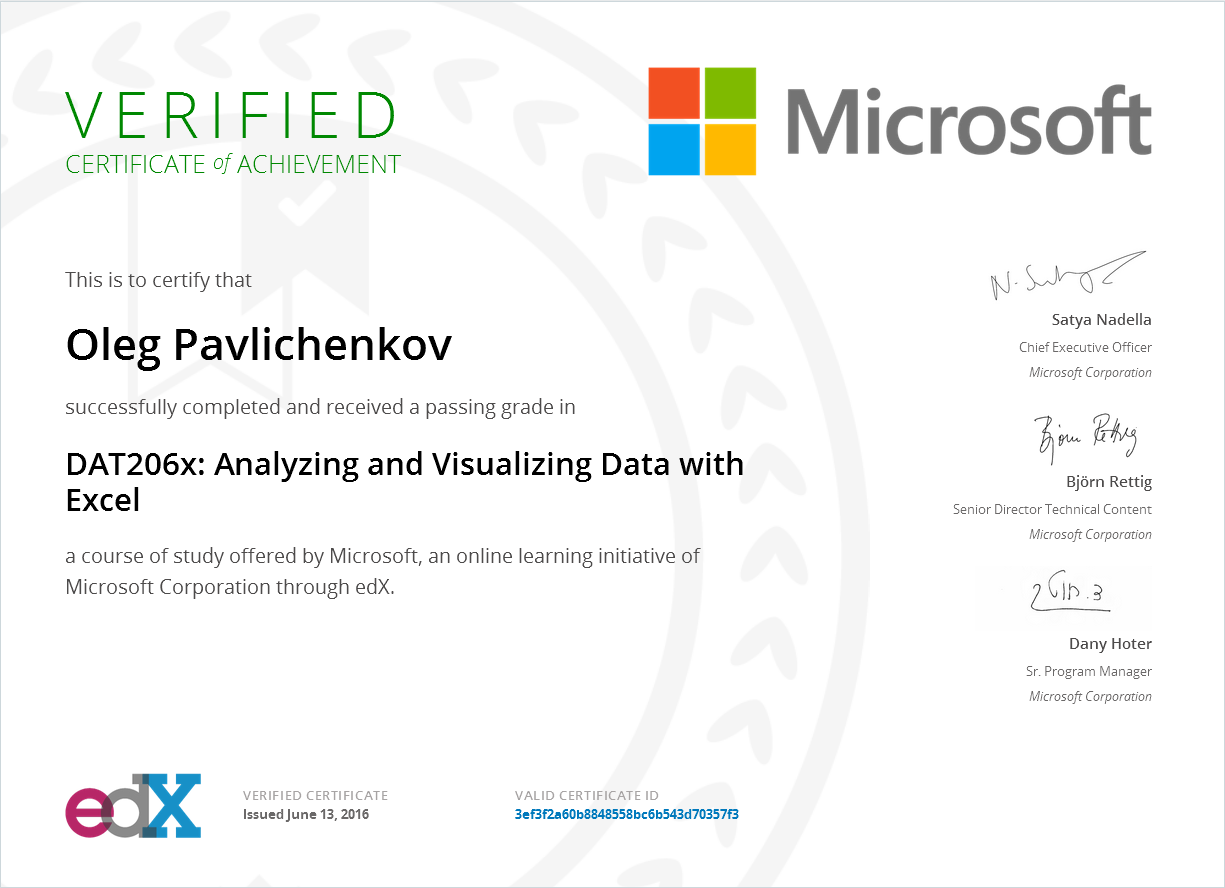 VERIFIED
CERTIFICATE of ACHIEVEMENT
Microsoft
This is to certify that
Oleg Pavlichenkov
successfully completed and received a passing grade in
DAT206x: Analyzing and Visualizing Data with
Excel
a course of study offered by Microsoft, an online learning initiative of
Microsoft Corporation through edX.
Satya Nadella
Chief Executive Officer
Microsoft Corporation
Björn Rettig
Björn Rettig
Senior Director Technical Content
Microsoft Corporation
Dany Hoter
Sr. Program Manager
Microsoft Corporation
edX
VERIFIED CERTIFICATE
Issued June 13, 2016
VALID CERTIFICATE ID
3ef3f2a60b8848558bc6b543d70357f3